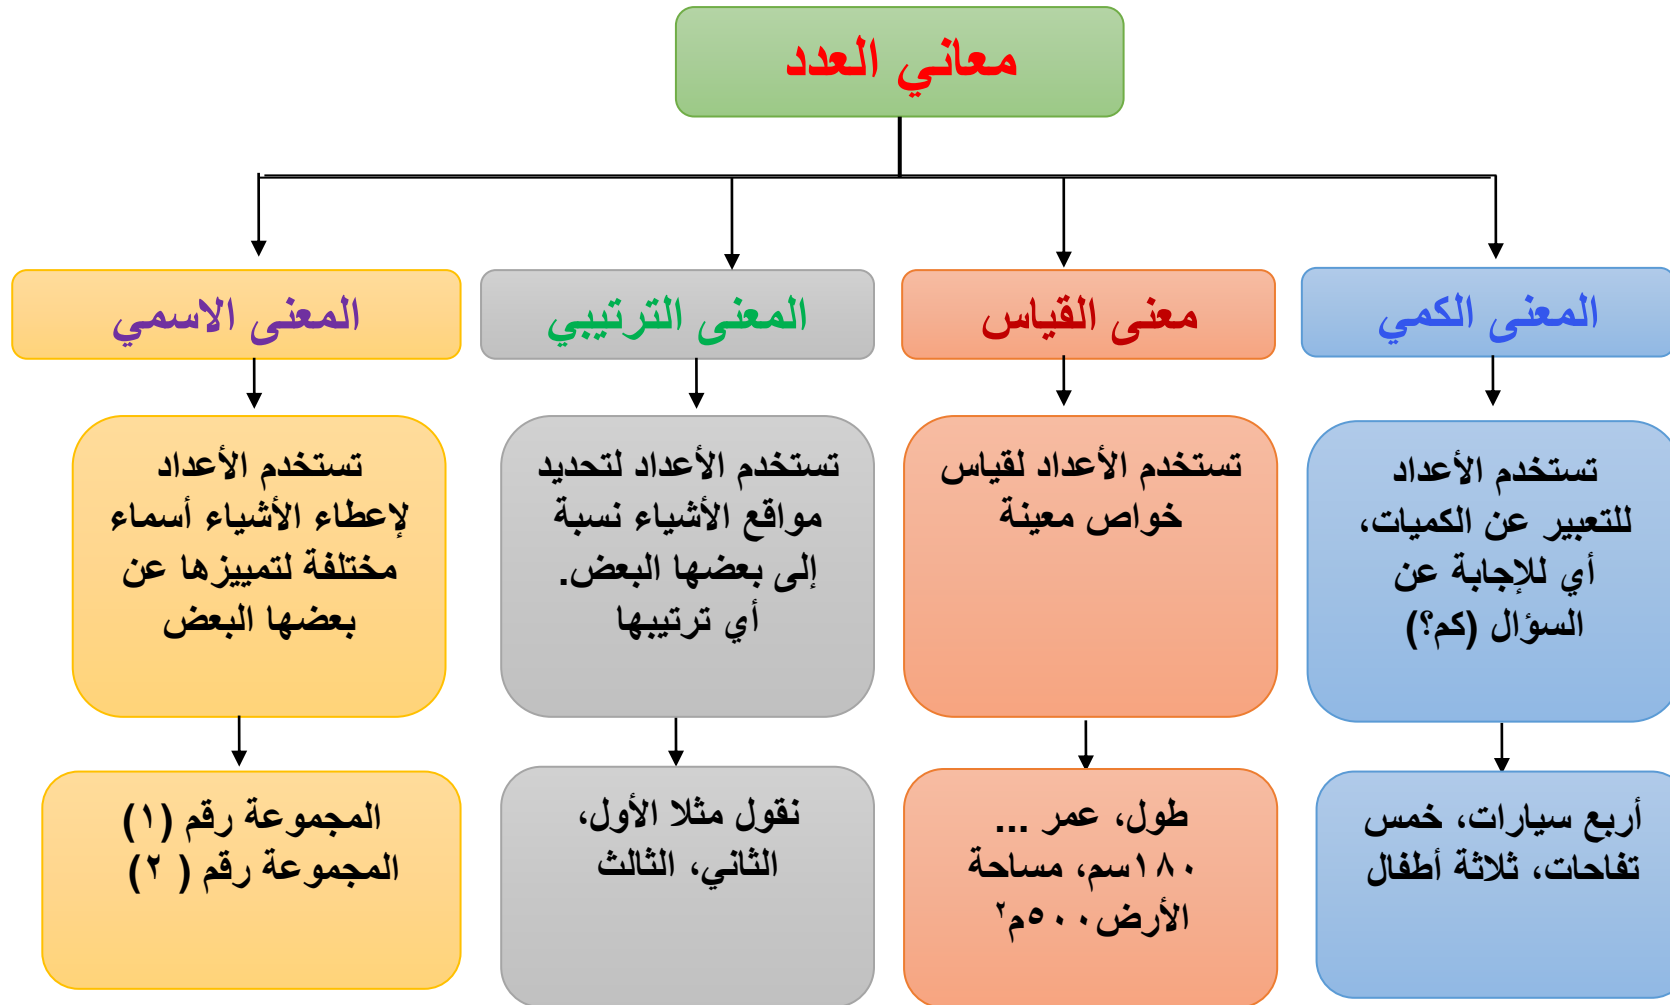 معاني العدد
المعنى الكمي
معنى القياس
المعنى الترتيبي
المعنى الاسمي
تستخدم الأعداد
للتعبير عن الكميات،
أي للإجابة عن
السؤال (كم؟)
تستخدم الأعداد لقياس
خواص معينة
تستخدم الأعداد لتحديد
مواقع الأشياء نسبة
إلى بعضها البعض.
أي ترتيبها
تستخدم الأعداد
لإعطاء الأشياء أسماء
مختلفة لتمييزها عن
بعضها البعض
أربع سيارات، خمس
تفاحات، ثلاثة أطفال
طول، عمر ...
١٨٠سم، مساحة
الأرض٥٠٠م٢
نقول مثلا الأول،
الثاني، الثالث
المجموعة رقم (١)
المجموعة رقم ( ٢)